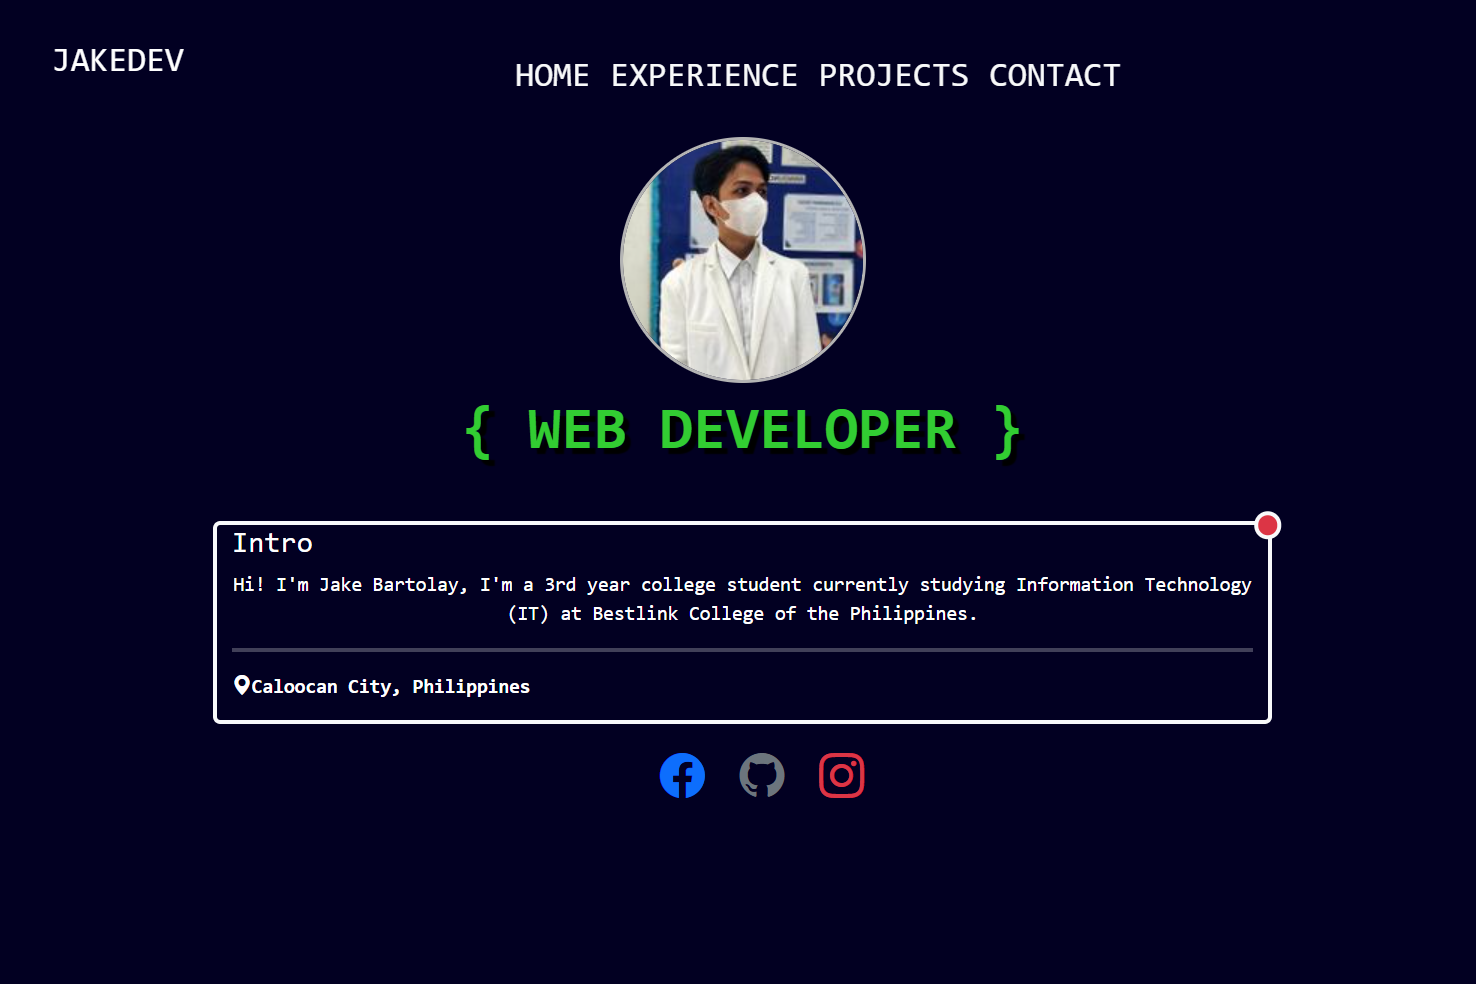 JAKEDEV
HOME EXPERIENCE PROJECTS CONTACT
{ WEB DEVELOPER }
Intro
Hi! I'm Jake Bartolay, I'm a 3rd year college student currently studying Information Technology
(IT) at Bestlink College of the Philippines.
Caloocan City, Philippines